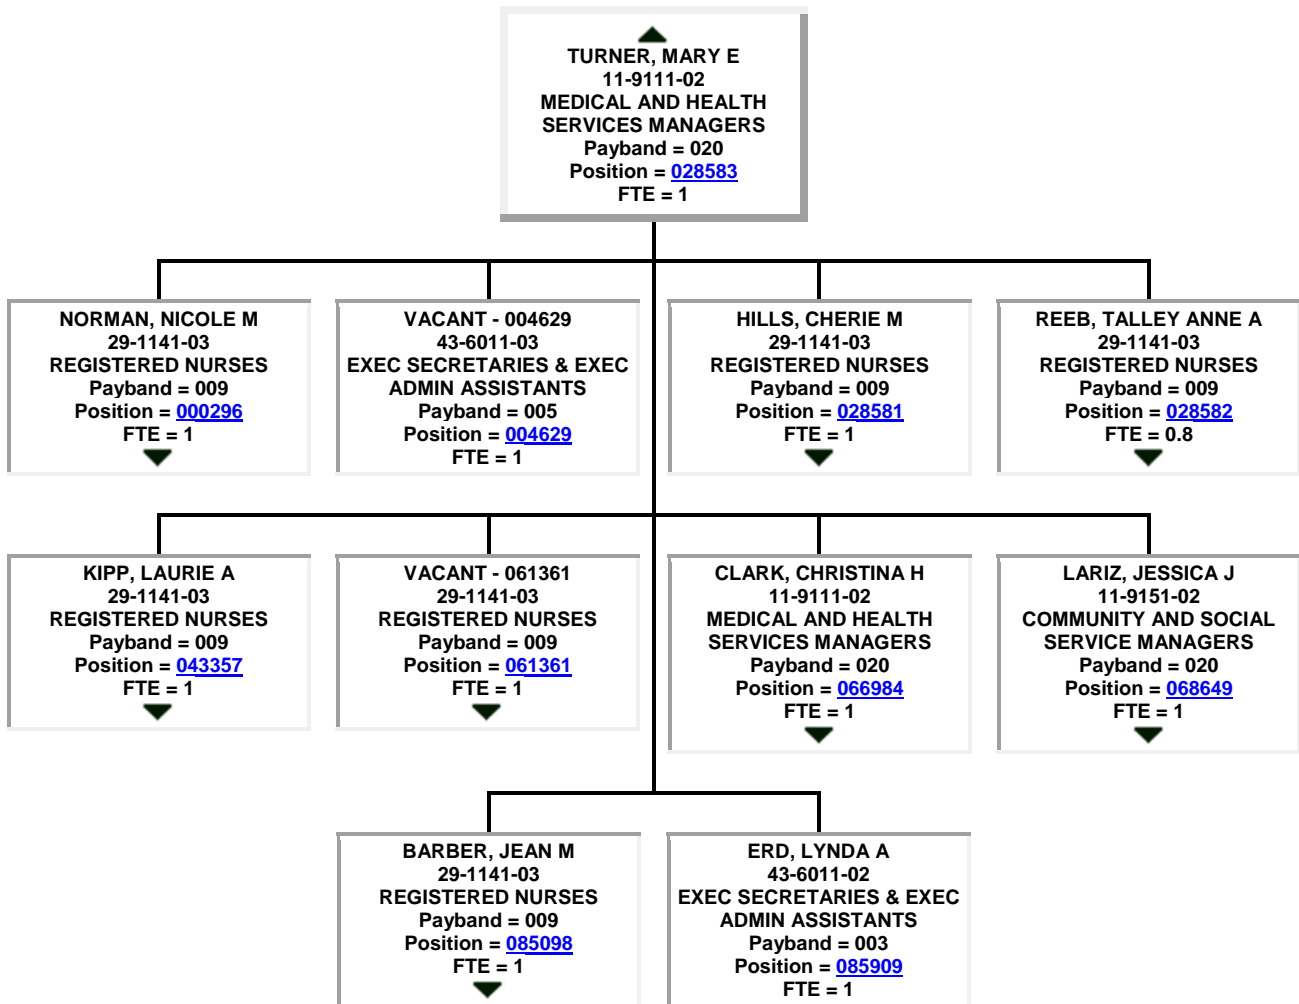 TURNER, MARY E
11-9111-02
MEDICAL AND HEALTH
SERVICES MANAGERS
Payband = 020
Position = 028583
FTE = 1
NORMAN, NICOLE M
29-1141-03
REGISTERED NURSES
Payband = 009
Position = 000296
FTE = 1
VACANT - 004629
43-6011-03
EXEC SECRETARIES & EXEC
ADMIN ASSISTANTS
Payband = 005
Position = 004629
FTE = 1
HILLS, CHERIE M
29-1141-03
REGISTERED NURSES
Payband = 009
Position = 028581
FTE = 1
REEB, TALLEY ANNE A
29-1141-03
REGISTERED NURSES
Payband = 009
Position = 028582
FTE = 0.8
KIPP, LAURIE A
29-1141-03
REGISTERED NURSES
Payband = 009
Position = 043357
FTE = 1
VACANT - 061361
29-1141-03
REGISTERED NURSES
Payband = 009
Position = 061361
FTE = 1
CLARK, CHRISTINA H
11-9111-02
MEDICAL AND HEALTH
SERVICES MANAGERS
Payband = 020
Position = 066984
FTE = 1
LARIZ, JESSICA J
11-9151-02
COMMUNITY AND SOCIAL
SERVICE MANAGERS
Payband = 020
Position = 068649
FTE = 1
BARBER, JEAN M
29-1141-03
REGISTERED NURSES
Payband = 009
Position = 085098
FTE = 1
ERD, LYNDA A
43-6011-02
EXEC SECRETARIES & EXEC
ADMIN ASSISTANTS
Payband = 003
Position = 085909
FTE = 1